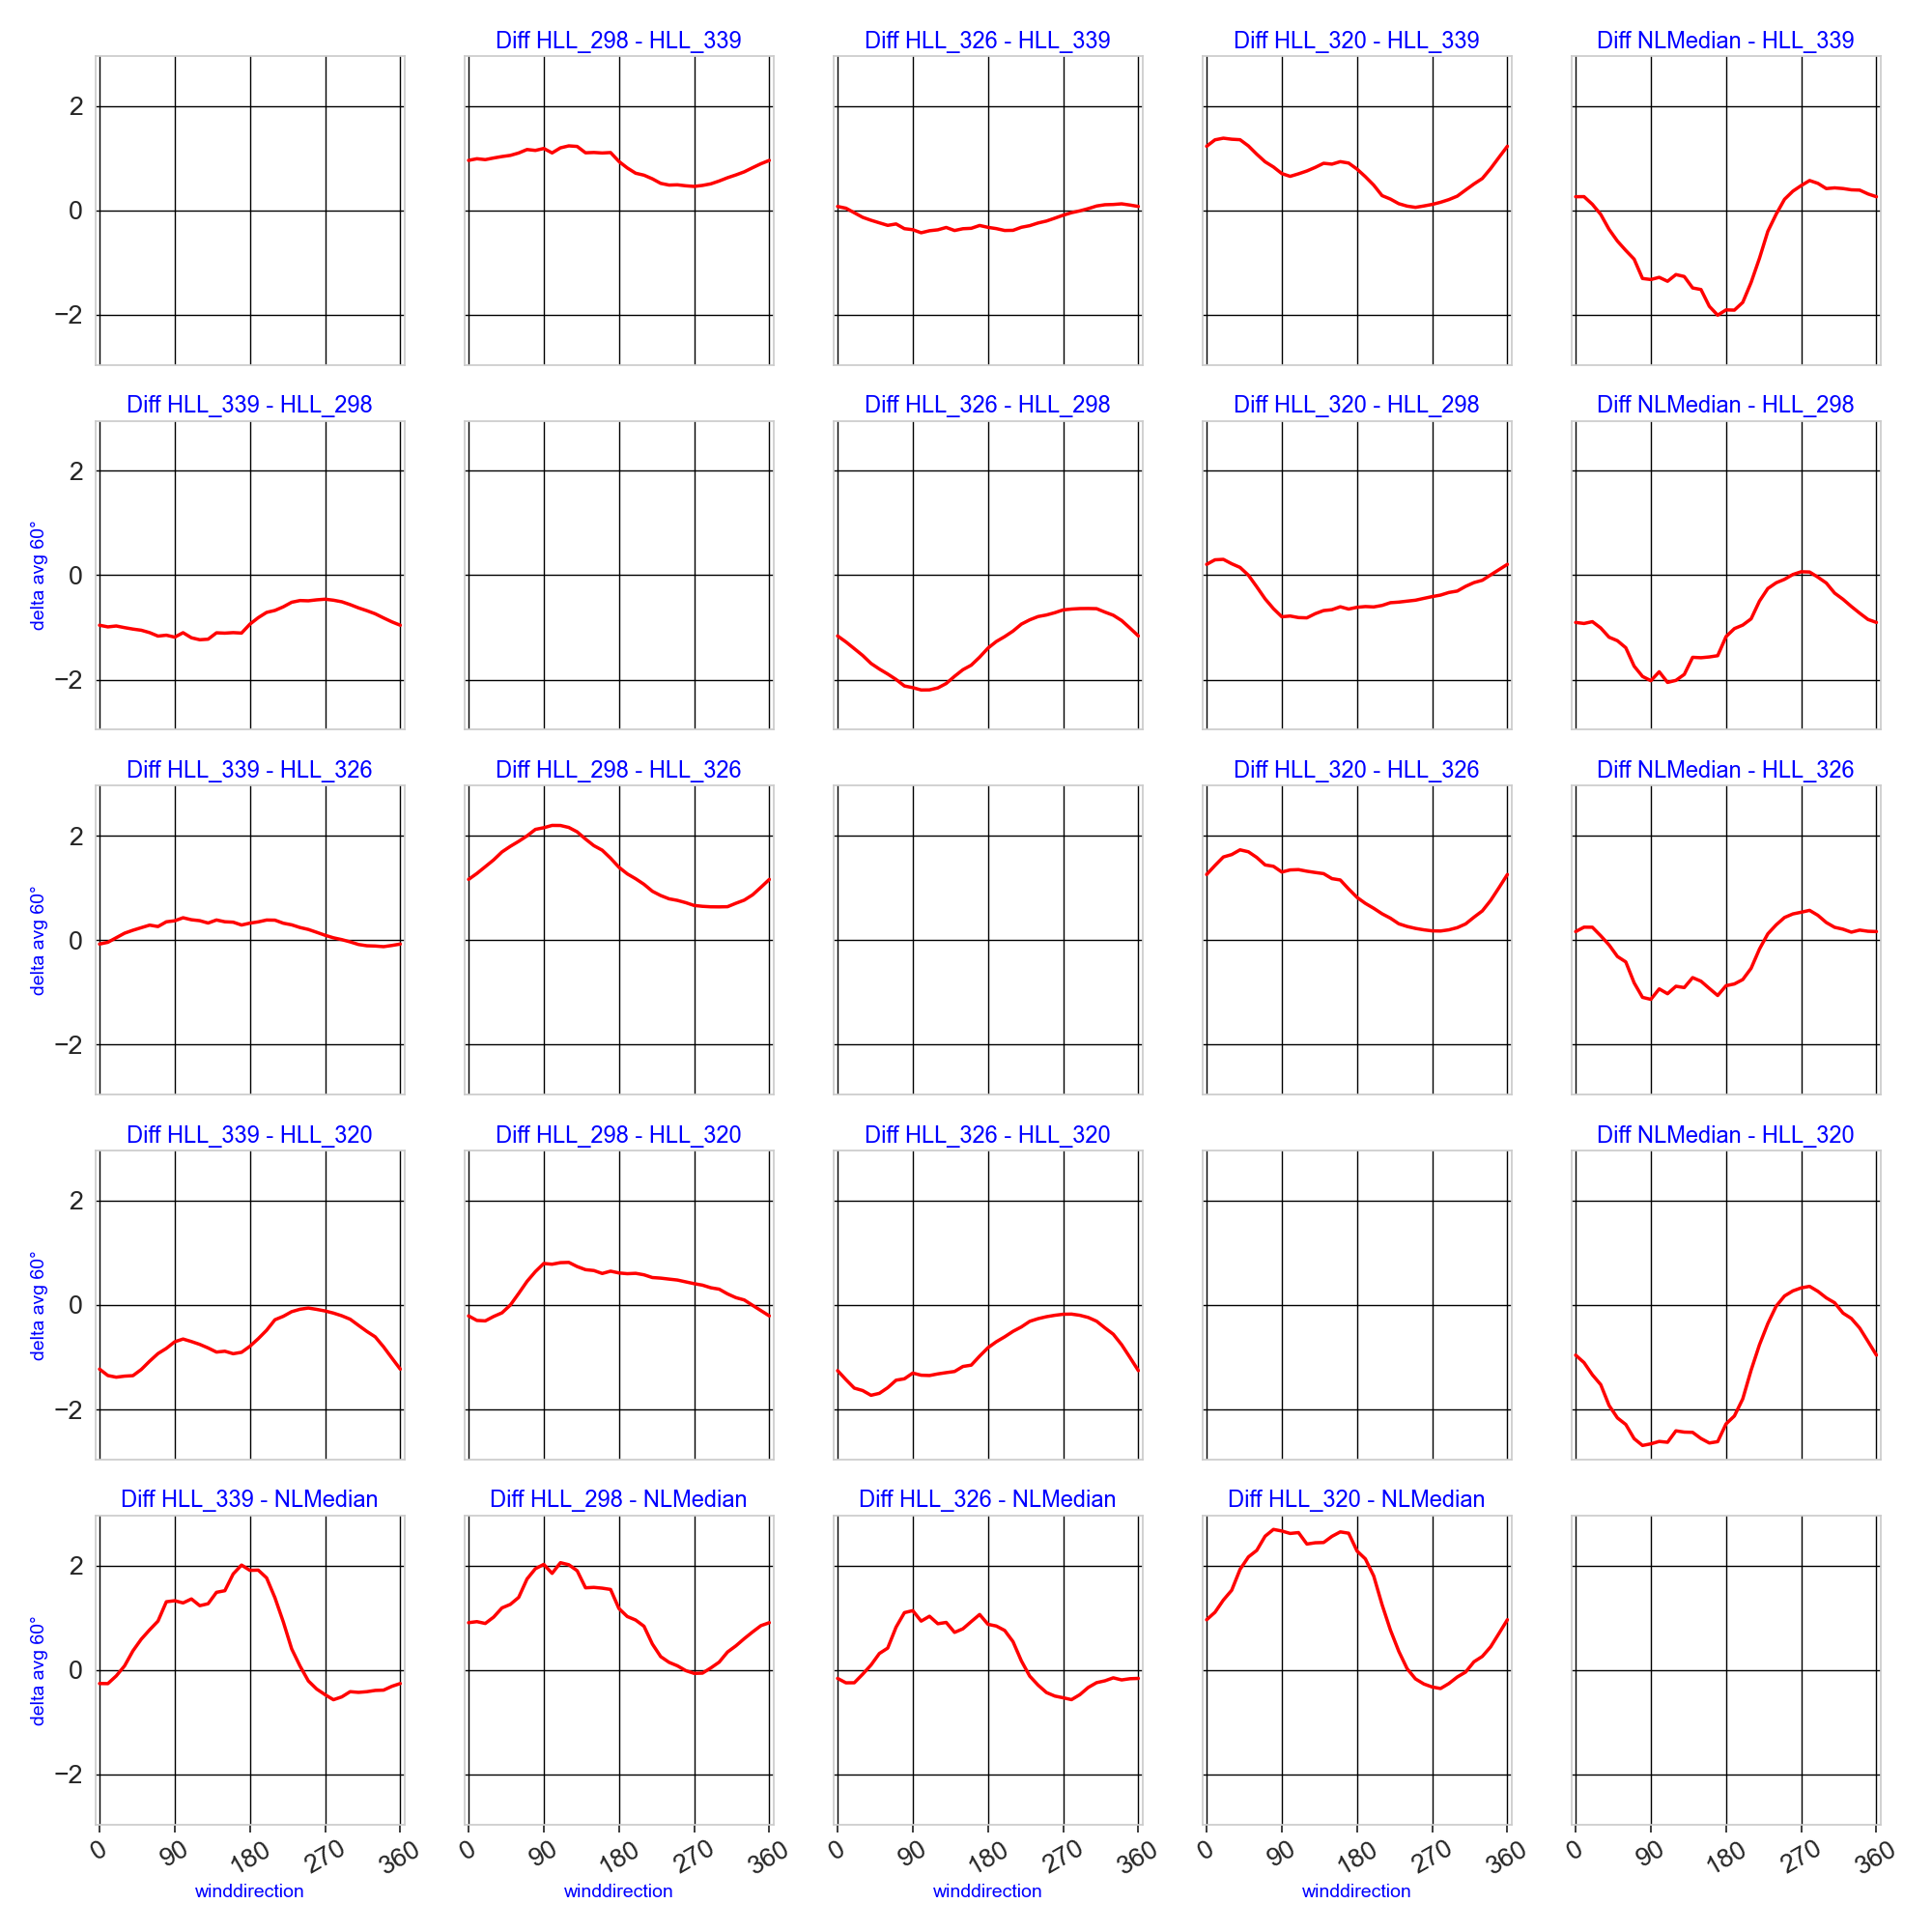 Diff HLL_298 - HLL_339
Diff HLL_326 - HLL_339
Diff HLL_320 - HLL_339
Diff NLMedian - HLL_339
2
0
−2
Diff HLL_339 - HLL_298
Diff HLL_326 - HLL_298
Diff HLL_320 - HLL_298
Diff NLMedian - HLL_298
delta avg 60°
2
0
−2
Diff HLL_339 - HLL_326
Diff HLL_298 - HLL_326
Diff HLL_320 - HLL_326
Diff NLMedian - HLL_326
delta avg 60°
2
0
−2
Diff HLL_339 - HLL_320
Diff HLL_298 - HLL_320
Diff HLL_326 - HLL_320
Diff NLMedian - HLL_320
delta avg 60°
2
0
−2
Diff HLL_339 - NLMedian
Diff HLL_298 - NLMedian
Diff HLL_326 - NLMedian
Diff HLL_320 - NLMedian
delta avg 60°
2
0
−2
0 90 180 270 360
0 90 180 270 360
0 90 180 270 360
0 90 180 270 360
0 90 180 270 360
winddirection
winddirection
winddirection
winddirection